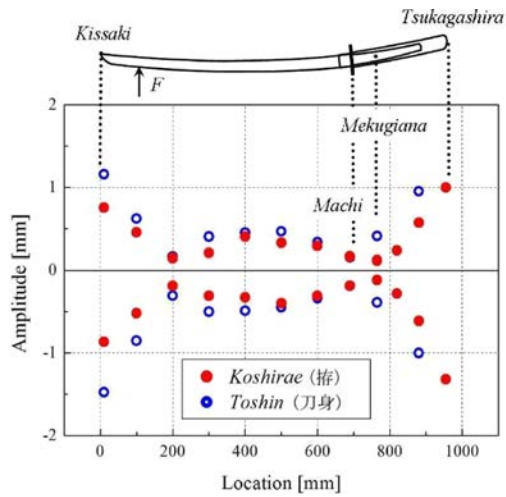 Kissaki
Tsukagashira
F
Mekugiana
Machi
2
1
0
-1
-2
Amplitude [mm]
Koshirae (拵)
Toshin (刀身)
0 200 400 600 800 1000
Location [mm]